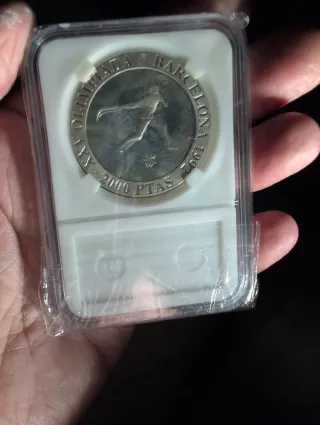 XXV OLIMPIADA BARCELONA 1992
2000 PTAS